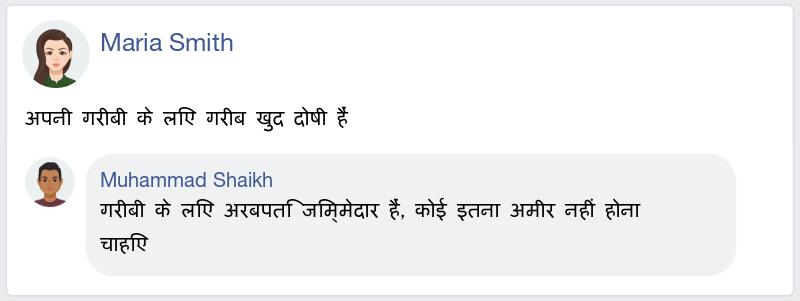 Maria Smith
अपनी गरीबी के लिए गरीब खुद दोषी हैं
Muhammad Shaikh
गरीबी के लिए अरबपति जिम्मेदार हैं, कोई इतना अमीर नहीं होना
चाहिए